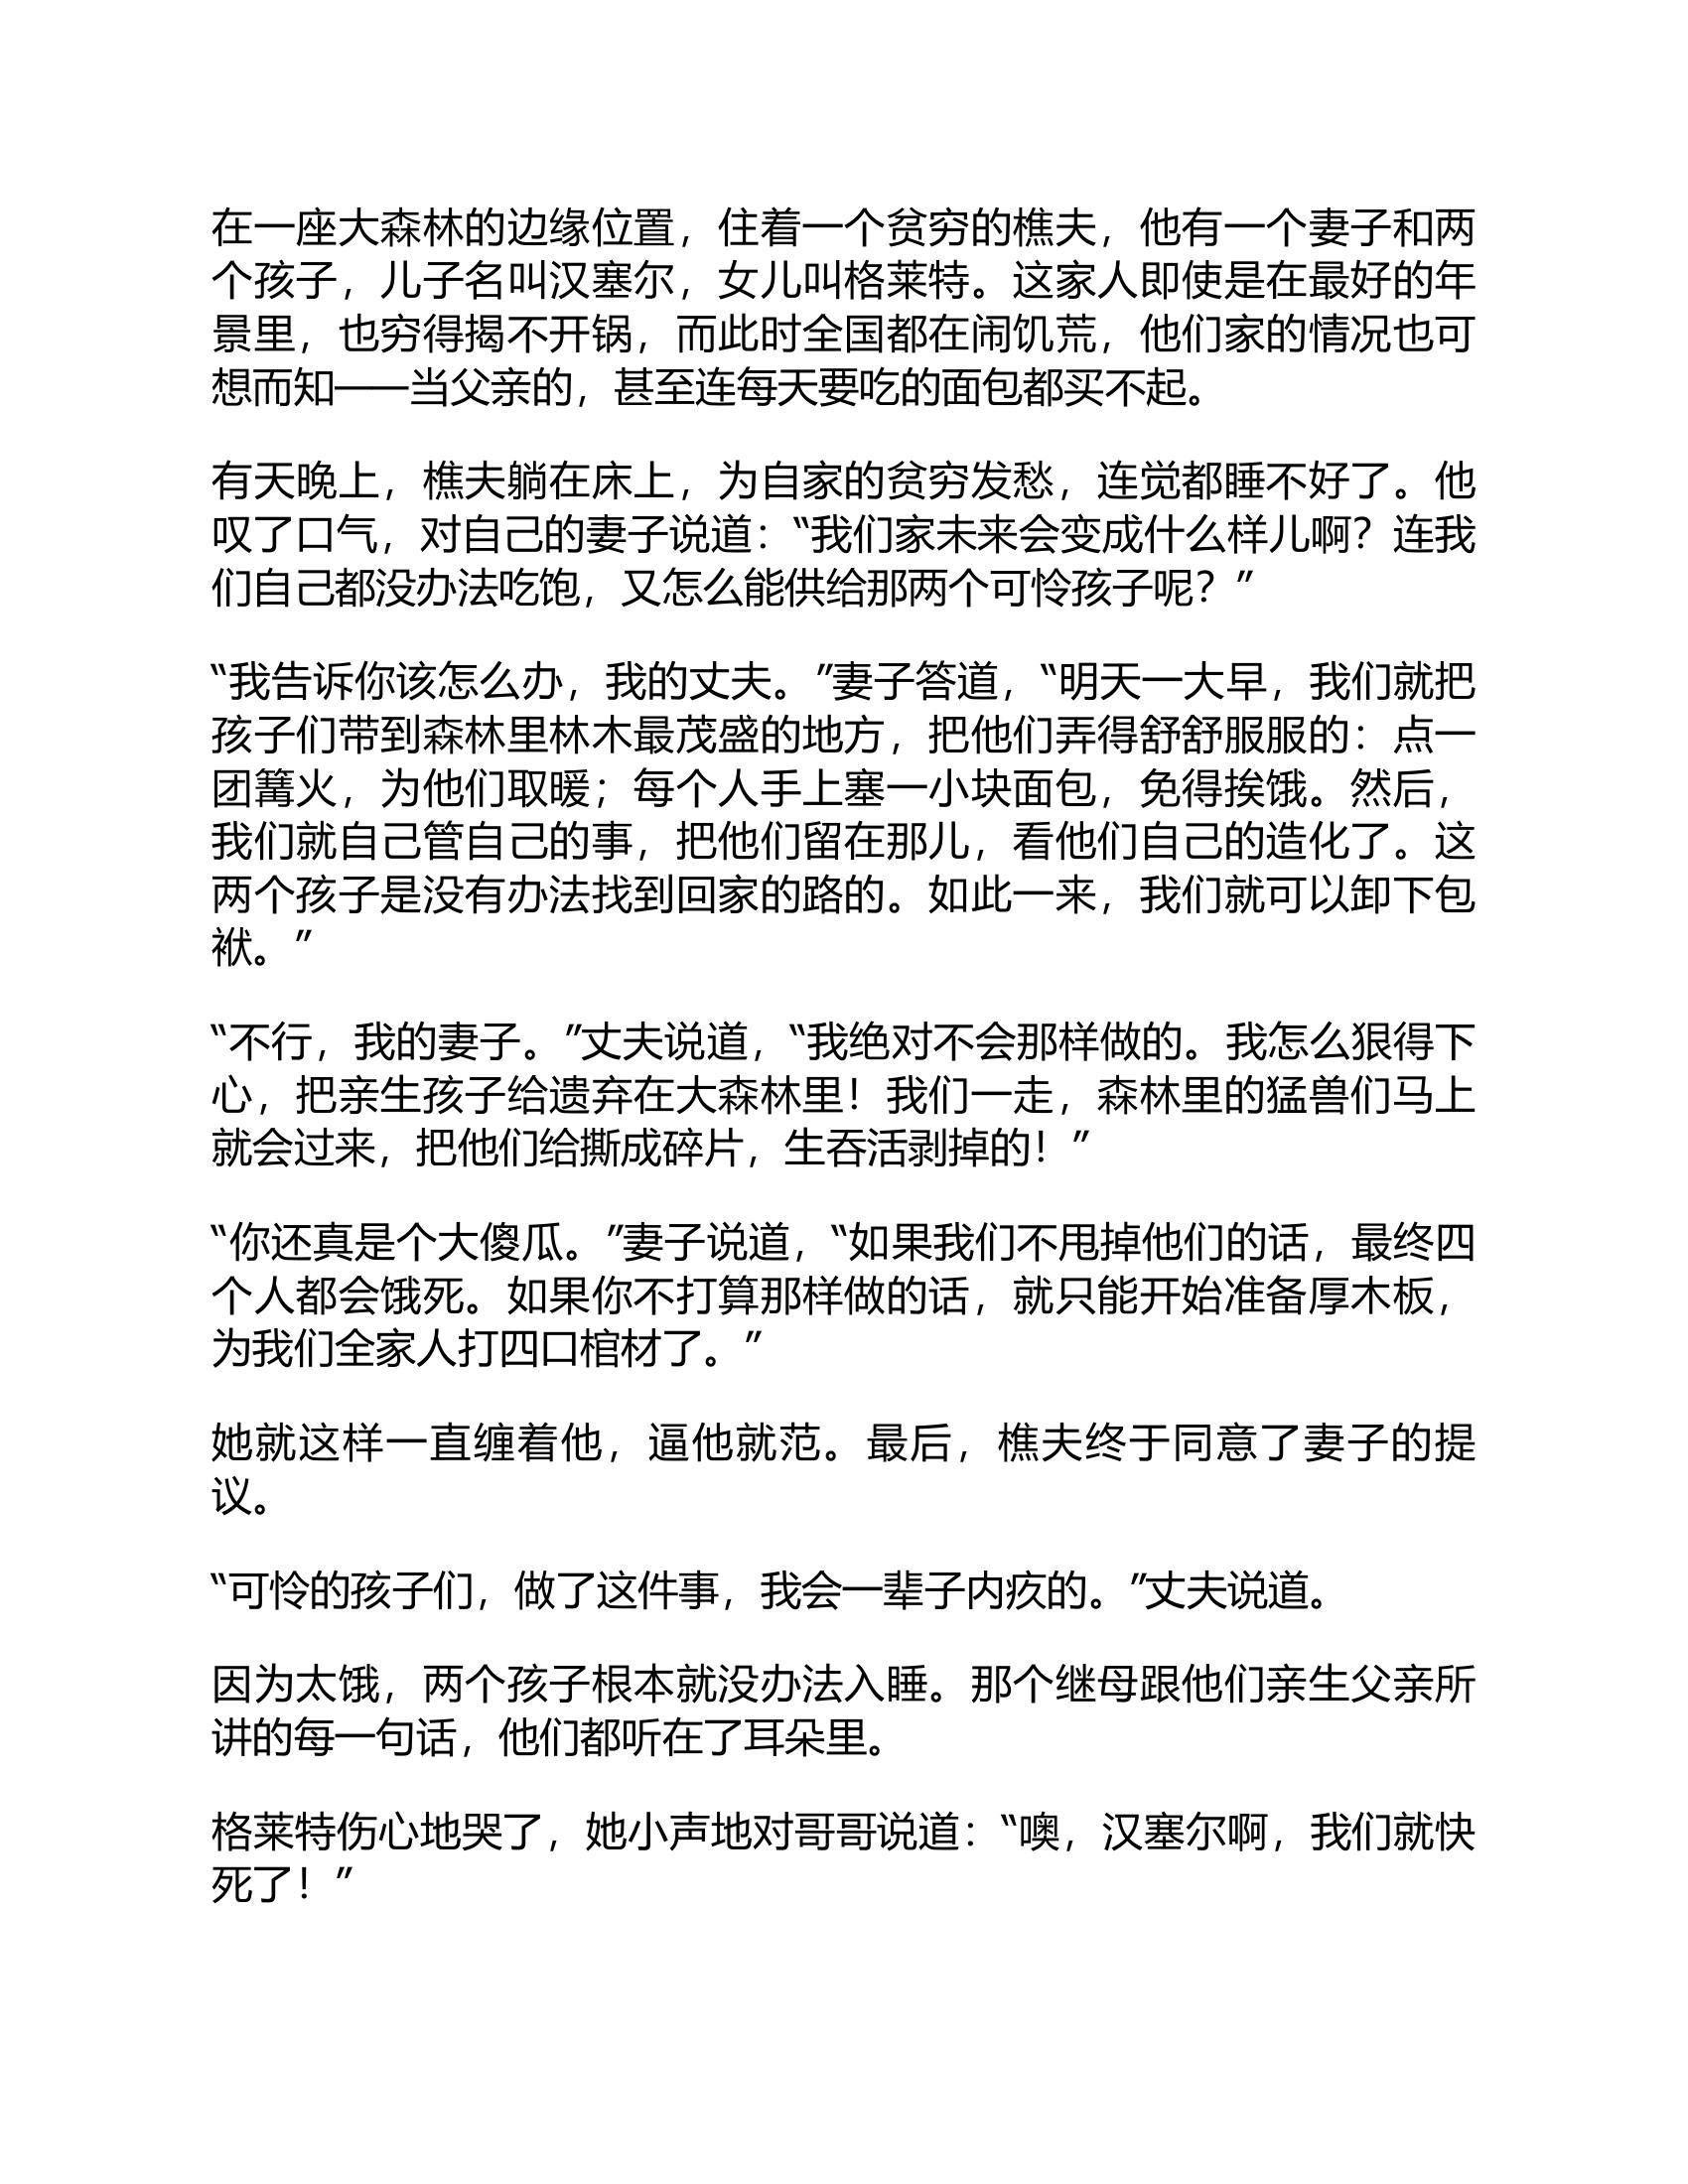 在一座大森林的边缘位置，住着一个贫穷的樵夫，他有一个妻子和两
个孩子，儿子名叫汉塞尔，女儿叫格莱特。这家人即使是在最好的年
景里，也穷得揭不开锅，而此时全国都在闹饥荒，他们家的情况也可
想而知——当父亲的，甚至连每天要吃的面包都买不起。
有天晚上，樵夫躺在床上，为自家的贫穷发愁，连觉都睡不好了。他
叹了口气，对自己的妻子说道：“我们家未来会变成什么样儿啊？连我
们自己都没办法吃饱，又怎么能供给那两个可怜孩子呢？”
“我告诉你该怎么办，我的丈夫。”妻子答道，“明天一大早，我们就把
孩子们带到森林里林木最茂盛的地方，把他们弄得舒舒服服的：点一
团篝火，为他们取暖；每个人手上塞一小块面包，免得挨饿。然后，
我们就自己管自己的事，把他们留在那儿，看他们自己的造化了。这
两个孩子是没有办法找到回家的路的。如此一来，我们就可以卸下包
袱。”
“不行，我的妻子。”丈夫说道，“我绝对不会那样做的。我怎么狠得下
心，把亲生孩子给遗弃在大森林里！我们一走，森林里的猛兽们马上
就会过来，把他们给撕成碎片，生吞活剥掉的！”
“你还真是个大傻瓜。”妻子说道，“如果我们不甩掉他们的话，最终四
个人都会饿死。如果你不打算那样做的话，就只能开始准备厚木板，
为我们全家人打四口棺材了。”
她就这样一直缠着他，逼他就范。最后，樵夫终于同意了妻子的提
议。
“可怜的孩子们，做了这件事，我会一辈子内疚的。”丈夫说道。
因为太饿，两个孩子根本就没办法入睡。那个继母跟他们亲生父亲所
讲的每一句话，他们都听在了耳朵里。
格莱特伤心地哭了，她小声地对哥哥说道：“噢，汉塞尔啊，我们就快
死了！”